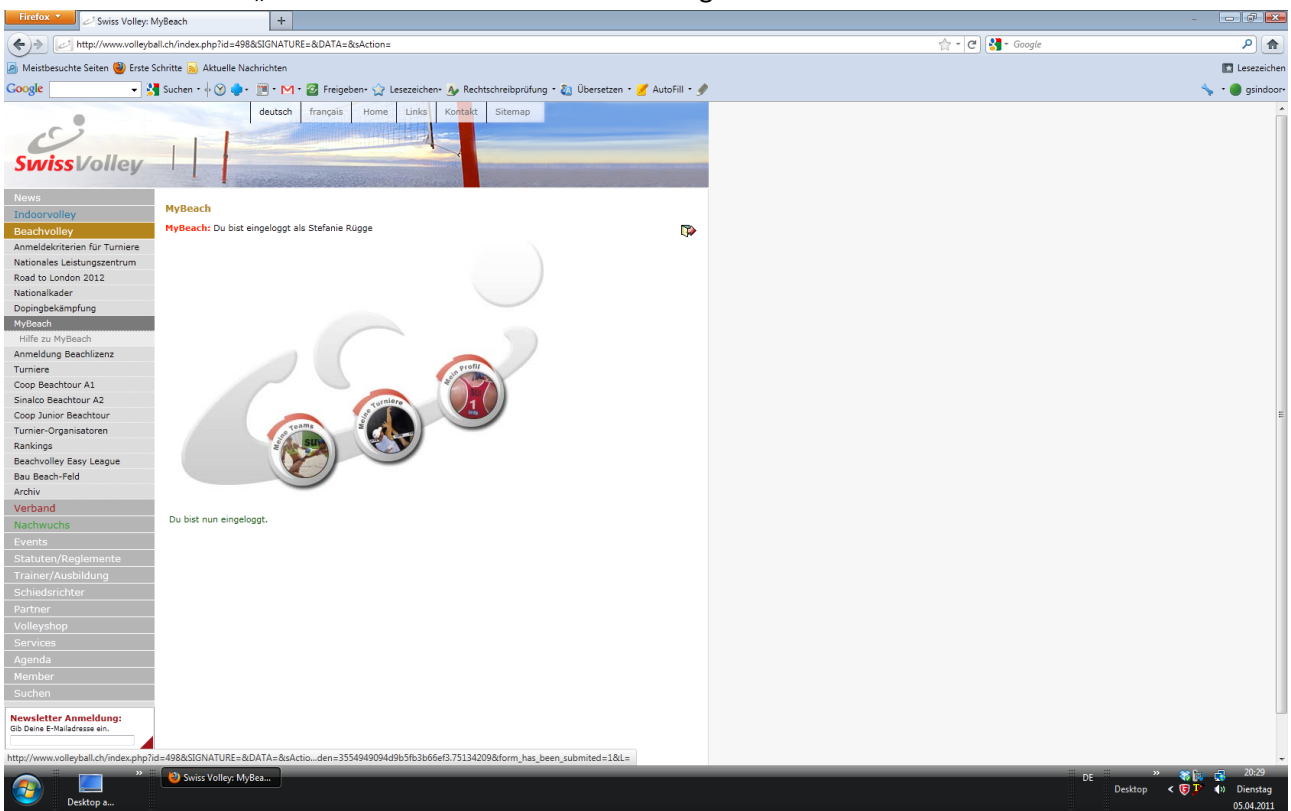 „
Firefox
Swiss Volley: MyBeach
+
http://www.volleyball.ch/index.php?id=498&SIGNATURE=&DATA=&sAction=
Google
Meistbesuchte Seiten Erste Schritte Aktuelle Nachrichten
Lesezeichen
Google Suchen Freigeben Lesezeichen Rechtschreibprüfung Übersetzen AutoFill
gsindoor
deutsch français Home Links Kontakt Sitemap
SwissVolley
News
Indoorvolley
Beachvolley
Anmeldekriterien für Turniere
Nationales Leistungszentrum
Road to London 2012
Nationalkader
Dopingbekämpfung
MyBeach
Hilfe zu MyBeach
Anmeldung Beachlizenz
Turniere
Coop Beachtour A1
Sinalco Beachtour A2
Coop Junior Beachtour
Turnier-Organisatoren
Rankings
Beachvolley Easy League
Bau Beach-Feld
Archiv
Verband
Nachwuchs
Events
Statuten/Reglemente
Trainer/Ausbildung
Schiedsrichter
Partner
Volleyshop
Services
Agenda
Member
Suchen
Newsletter Anmeldung:
Gib Deine E-Mailadresse ein.
MyBeach
MyBeach: Du bist eingeloggt als Stefanie Rügge
Meine Teams
Meine Turniere
Mein Profil
1
Du bist nun eingeloggt.
http://www.volleyball.ch/index.php?id=498&SIGNATURE=&DATA=&sActio...den=3554949094d9b5fb3b66ef3.75134209&form_has_been_submited=1&L=
Desktop a...
Swiss Volley: MyBea...
DE
Desktop
20:29
Dienstag
05.04.2011